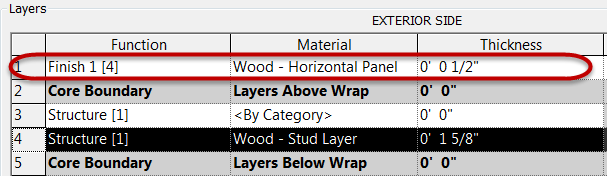 Layers
EXTERIOR SIDE
Function Material Thickness
1 Finish 1 [4] Wood - Horizontal Panel 0' 0 1/2"
2 Core Boundary Layers Above Wrap 0' 0"
3 Structure [1] <By Category> 0' 0"
4 Structure [1] Wood - Stud Layer 0' 1 5/8"
5 Core Boundary Layers Below Wrap 0' 0"